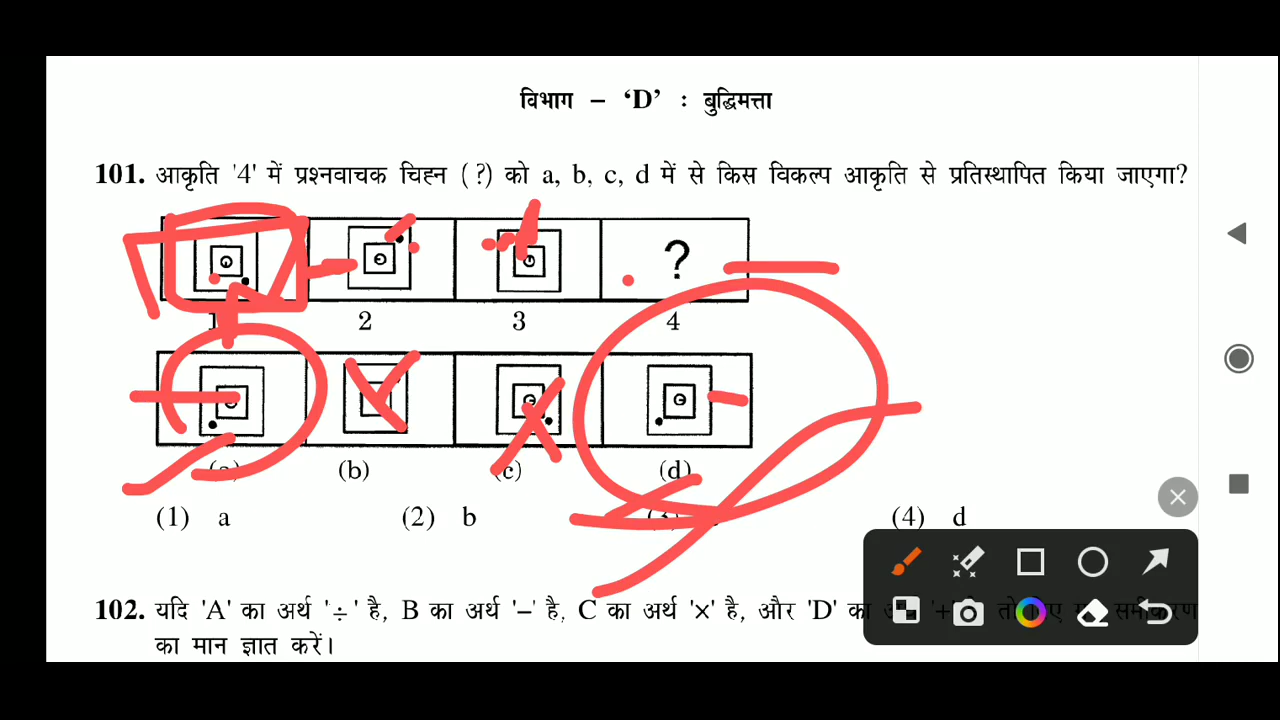 विभाग – ‘D’ : बुद्धिमत्ता
101. आकृति '4' में प्रश्नवाचक चिह्न (?) को a, b, c, d में से किस विकल्प आकृति से प्रतिस्थापित किया जाएगा?
?
2 3 4
(b) (c) (d)
(1) a (2) b (3) (4) d
102. यदि 'A' का अर्थ '÷' है, B का अर्थ '–' है, C का अर्थ '×' है, और 'D' का
का मान ज्ञात करें।